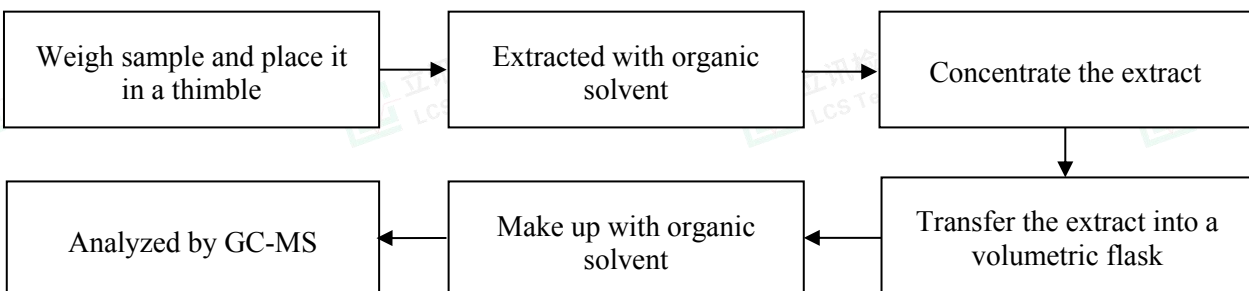 Weigh sample and place it
in a thimble
Extracted with organic
solvent
Concentrate the extract
Transfer the extract into a
volumetric flask
Make up with organic
solvent
Analyzed by GC-MS